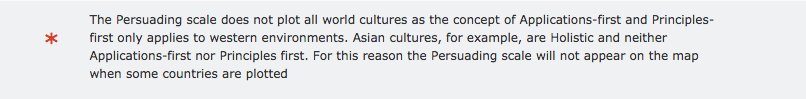 The Persuading scale does not plot all world cultures as the concept of Applications-first and Principles-
first only applies to western environments. Asian cultures, for example, are Holistic and neither
Applications-first nor Principles first. For this reason the Persuading scale will not appear on the map
when some countries are plotted